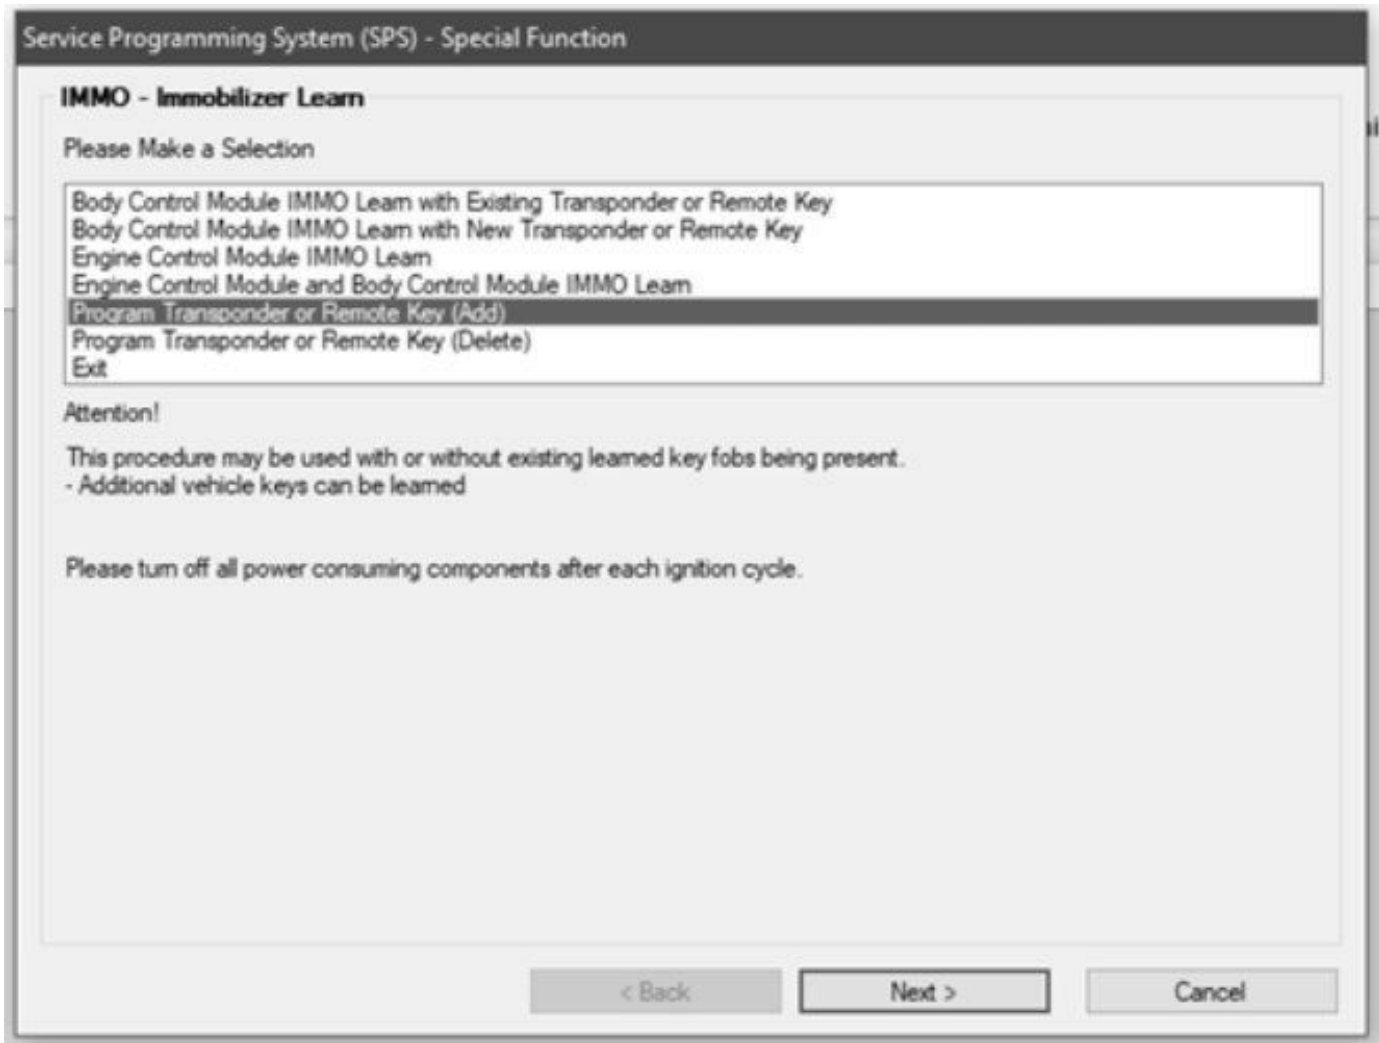 Service Programming System (SPS) - Special Function
IMMO - Immobilizer Learn
Please Make a Selection
Body Control Module IMMO Learn with Existing Transponder or Remote Key
Body Control Module IMMO Learn with New Transponder or Remote Key
Engine Control Module IMMO Learn
Engine Control Module and Body Control Module IMMO Learn
Program Transponder or Remote Key (Add)
Program Transponder or Remote Key (Delete)
Exit
Attention!
This procedure may be used with or without existing learned key fobs being present.
- Additional vehicle keys can be learned
Please turn off all power consuming components after each ignition cycle.
< Back
Next >
Cancel